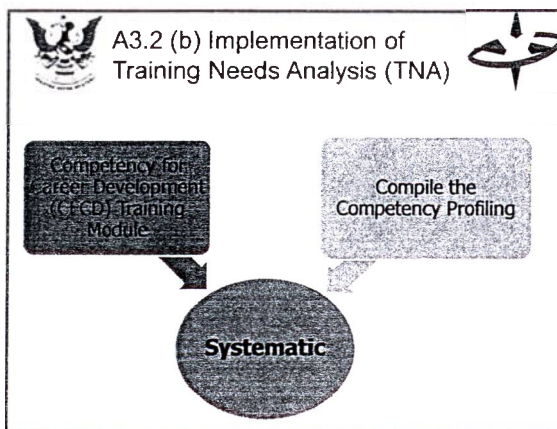 A3.2 (b) Implementation of
Training Needs Analysis (TNA)
Competency for
Career Development
(CFCD) Training
Module
Compile the
Competency Profiling
Systematic